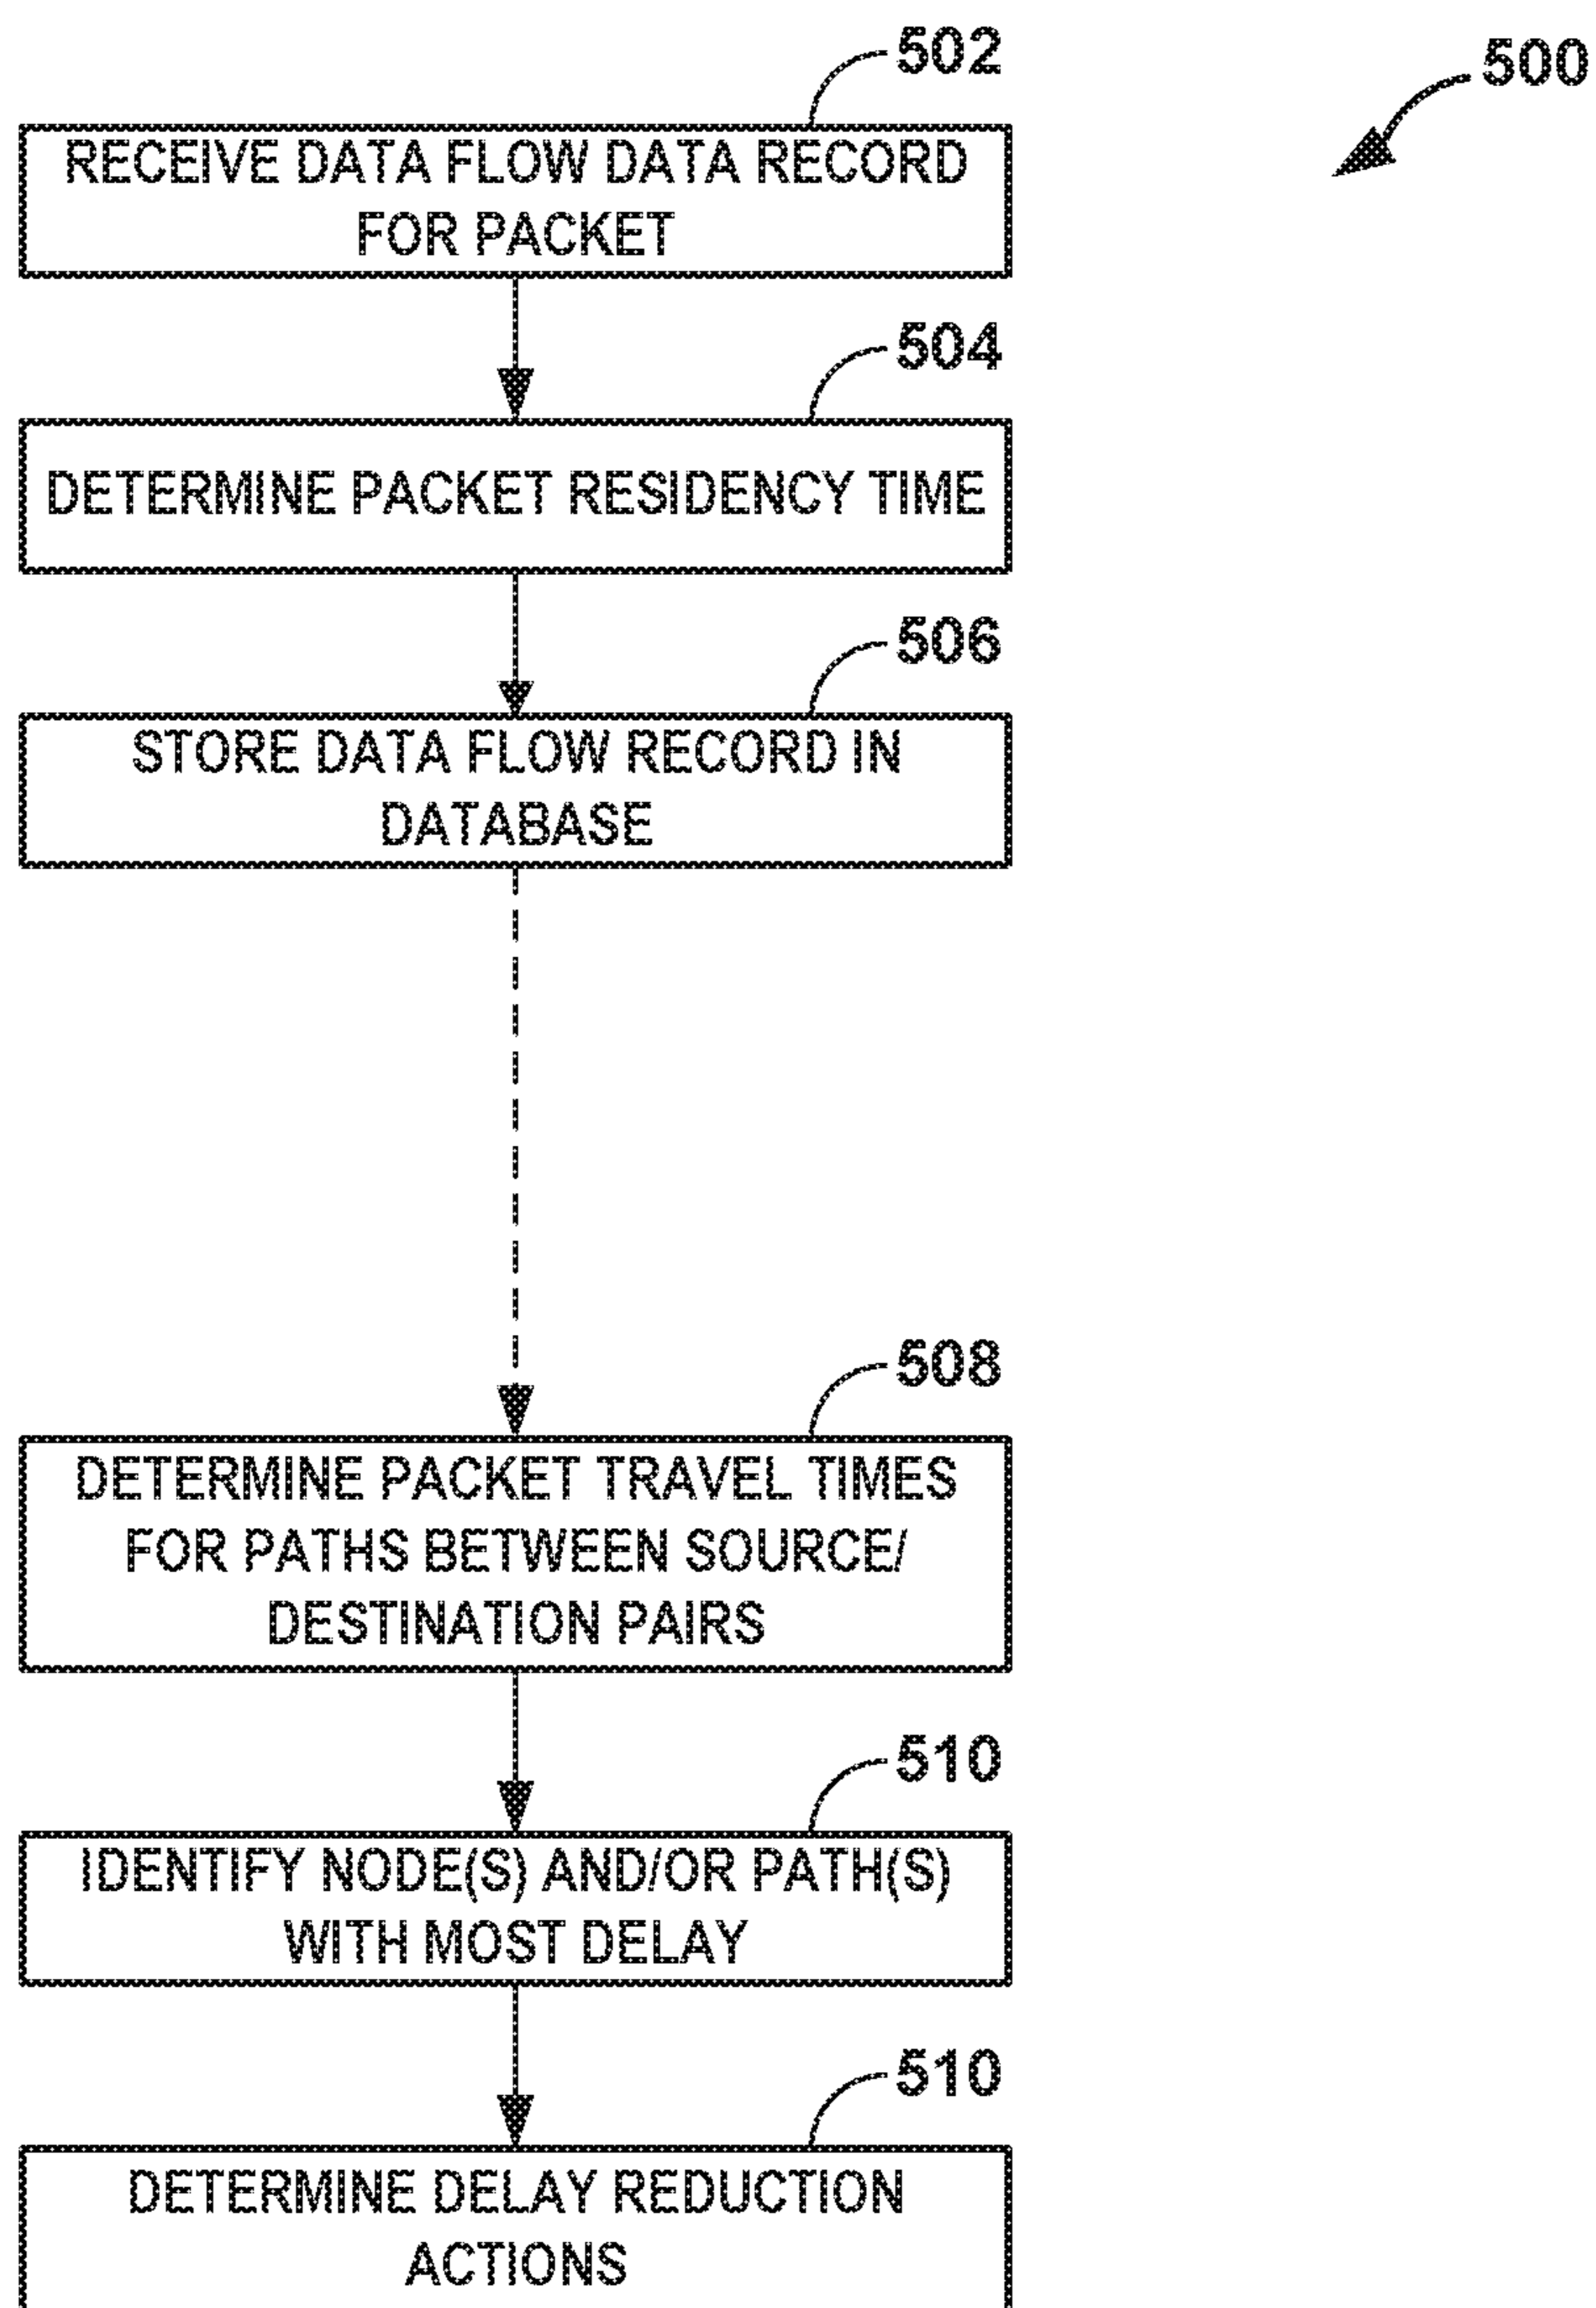 502
500
RECEIVE DATA FLOW DATA RECORD
FOR PACKET
504
DETERMINE PACKET RESIDENCY TIME
506
STORE DATA FLOW RECORD IN
DATABASE
508
DETERMINE PACKET TRAVEL TIMES
FOR PATHS BETWEEN SOURCE/
DESTINATION PAIRS
510
IDENTIFY NODE(S) AND/OR PATH(S)
WITH MOST DELAY
510
DETERMINE DELAY REDUCTION
ACTIONS